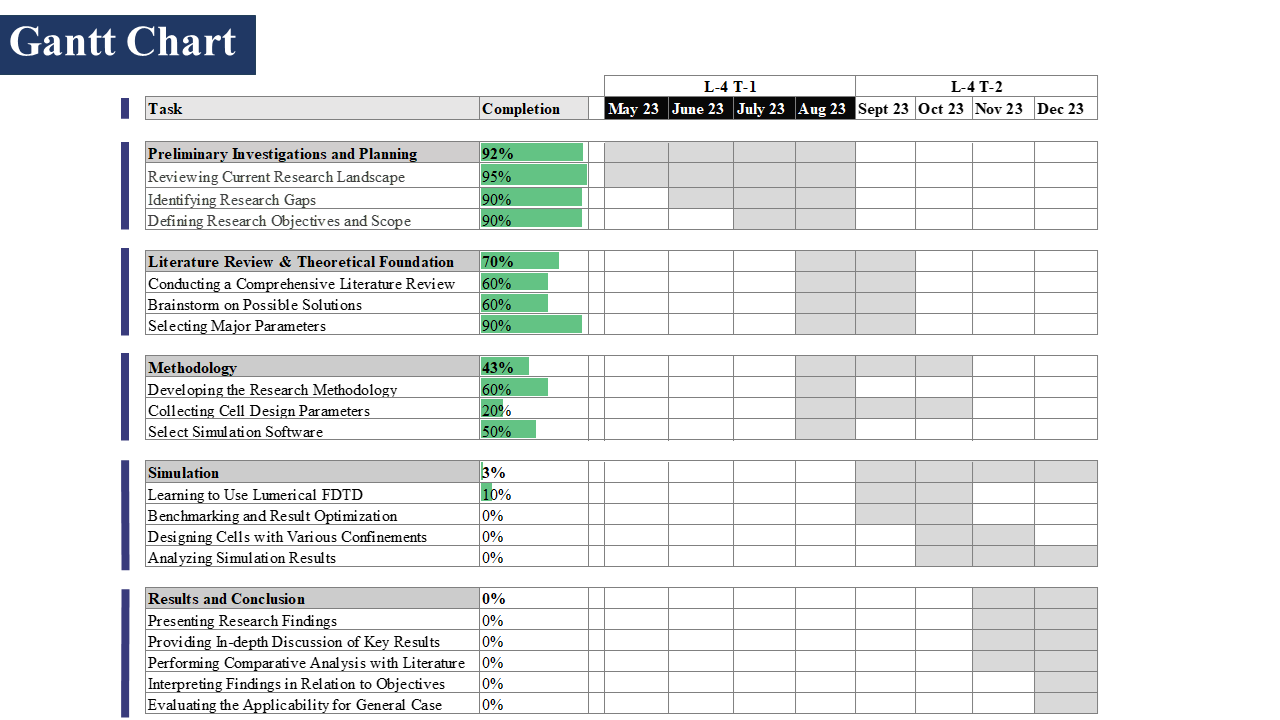 Gantt Chart
L-4 T-1 L-4 T-2
Task Completion May 23 June 23 July 23 Aug 23 Sept 23 Oct 23 Nov 23 Dec 23
Preliminary Investigations and Planning 92%
Reviewing Current Research Landscape 95%
Identifying Research Gaps 90%
Defining Research Objectives and Scope 90%
Literature Review & Theoretical Foundation 70%
Conducting a Comprehensive Literature Review 60%
Brainstorm on Possible Solutions 60%
Selecting Major Parameters 90%
Methodology 43%
Developing the Research Methodology 60%
Collecting Cell Design Parameters 20%
Select Simulation Software 50%
Simulation 3%
Learning to Use Lumerical FDTD 10%
Benchmarking and Result Optimization 0%
Designing Cells with Various Confinements 0%
Analyzing Simulation Results 0%
Results and Conclusion 0%
Presenting Research Findings 0%
Providing In-depth Discussion of Key Results 0%
Performing Comparative Analysis with Literature 0%
Interpreting Findings in Relation to Objectives 0%
Evaluating the Applicability for General Case 0%